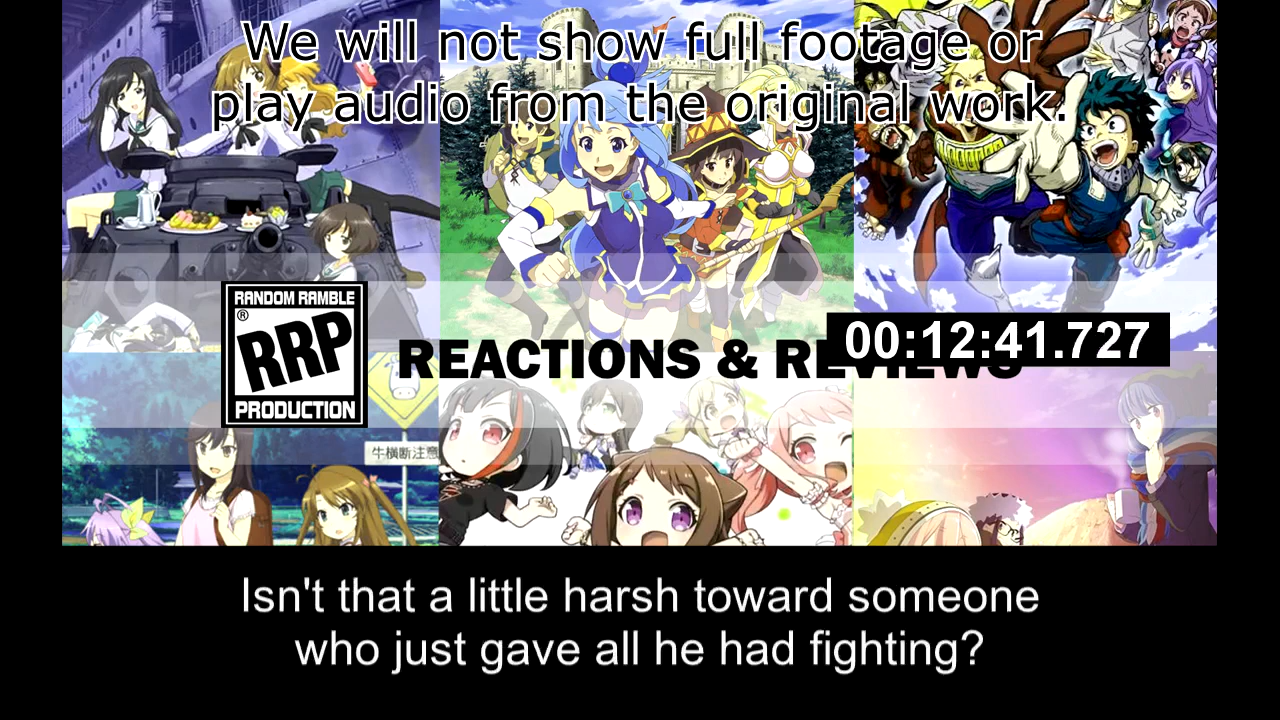 We will not show full footage or
play audio from the original work.
RANDOM RAMBLE
®
RRP
PRODUCTION
REACTIONS & REVIEWS
00:12:41.727
牛横断注意
Isn't that a little harsh toward someone
who just gave all he had fighting?